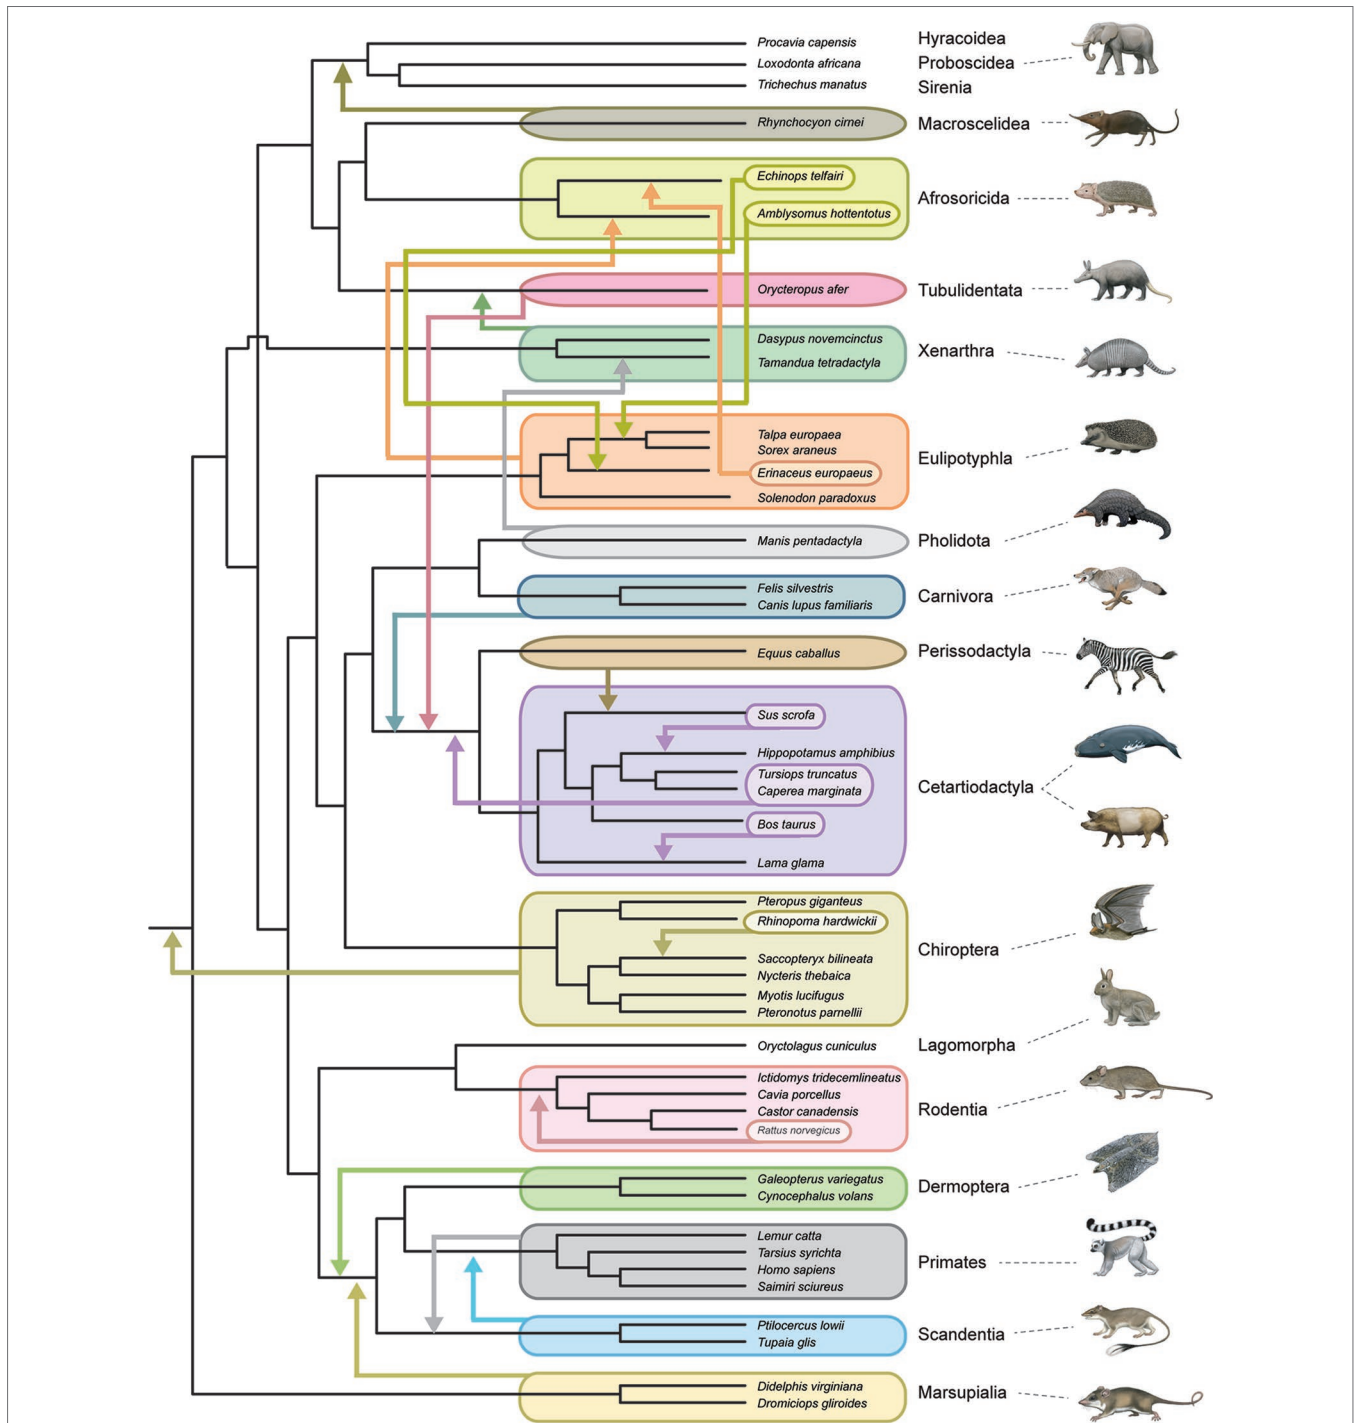 Procavia capensis
Hyracoidea
Loxodonta africana
Proboscidea
Trichechus manatus
Sirenia
Rhynchocyon cirnei
Macroscelidea
Echinops telfairi
Afrosoricida
Amblysomus hottentotus
Orycteropus afer
Tubulidentata
Dasypus novemcinctus
Xenarthra
Tamandua tetradactyla
Talpa europaea
Sorex araneus
Eulipotyphla
Erinaceus europaeus
Solenodon paradoxus
Manis pentadactyla
Pholidota
Felis silvestris
Carnivora
Canis lupus familiaris
Equus caballus
Perissodactyla
Sus scrofa
Hippopotamus amphibius
Tursiops truncatus
Caperea marginata
Cetartiodactyla
Bos taurus
Lama glama
Pteropus giganteus
Rhinopoma hardwickii
Chiroptera
Saccopteryx bilineata
Nycteris thebaica
Myotis lucifugus
Pteronotus parnellii
Oryctolagus cuniculus
Lagomorpha
Ictidomys tridecemlineatus
Cavia porcellus
Castor canadensis
Rodentia
Rattus norvegicus
Galeopterus variegatus
Dermoptera
Cynocephalus volans
Lemur catta
Tarsius syrichta
Primates
Homo sapiens
Saimiri sciureus
Ptilocercus lowii
Scandentia
Tupaia glis
Didelphis virginiana
Marsupialia
Dromiciops gliroides